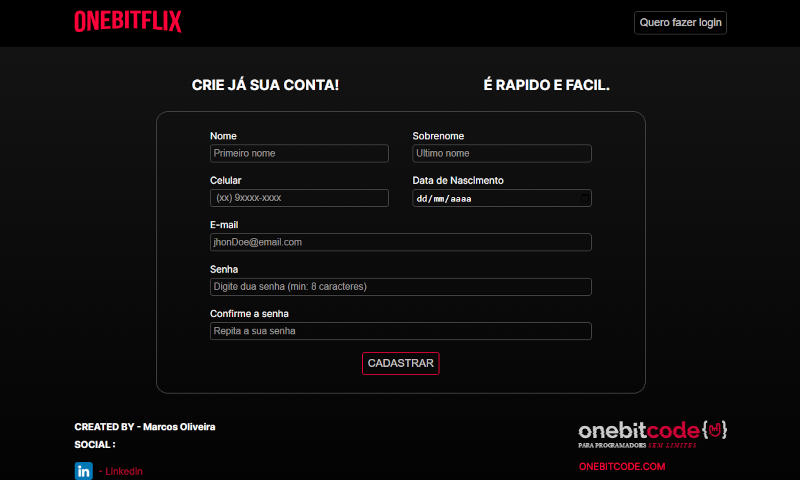 ONEBITFLIX
Quero fazer login
CRIE JÁ SUA CONTA!
É RAPIDO E FACIL.
Nome
Sobrenome
Primeiro nome
Ultimo nome
Celular
Data de Nascimento
(xx) 9xxxx-xxxx
dd/mm/aaaa
E-mail
jhonDoe@email.com
Senha
Digite dua senha (min: 8 caracteres)
Confirme a senha
Repita a sua senha
CADASTRAR
CREATED BY - Marcos Oliveira
SOCIAL :
in - Linkedin
onebitcode{}
PARA PROGRAMADORES SEM LIMITES
ONEBITCODE.COM